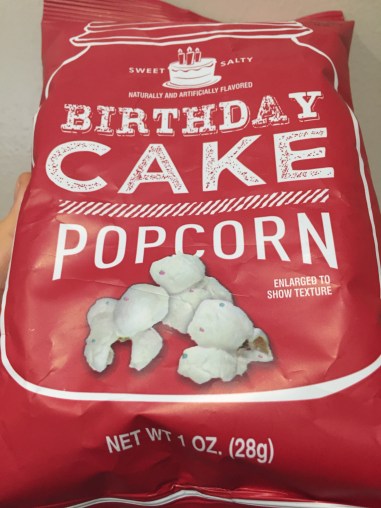 SWEET SALTY
NATURALLY AND ARTIFICIALLY FLAVORED
BIRTHDAY
CAKE
POPCORN
ENLARGED TO
SHOW TEXTURE
NET WT 1 OZ. (28g)